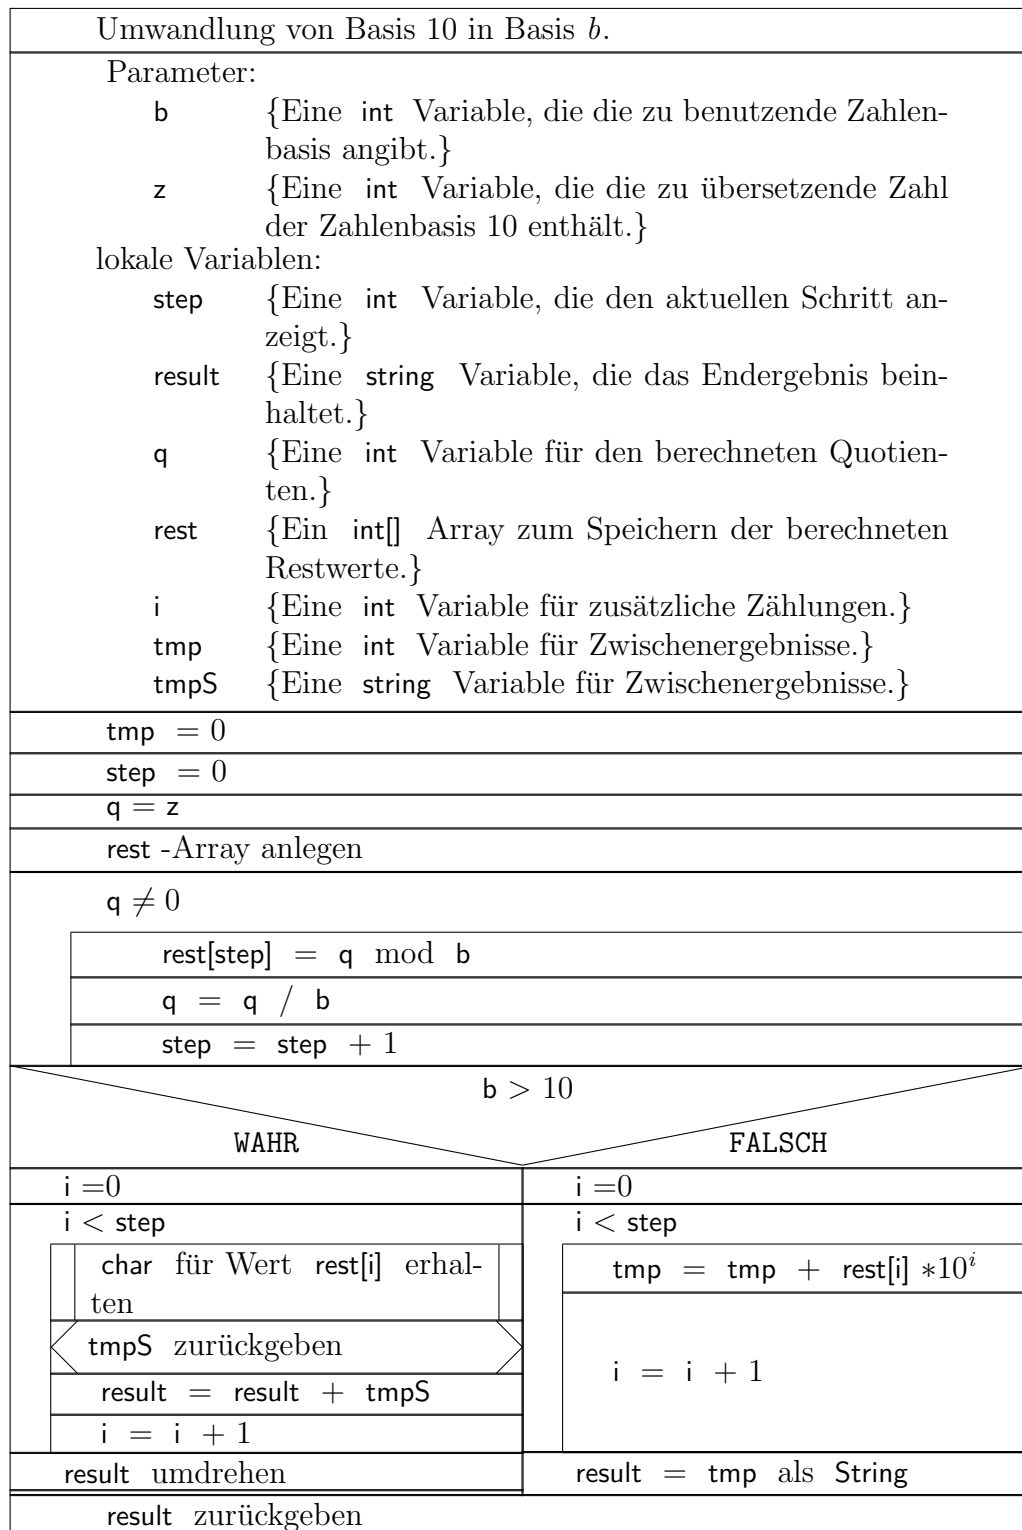 Umwandlung von Basis 10 in Basis b.
Parameter:
b {Eine int Variable, die die zu benutzende Zahlen-
basis angibt.}
z {Eine int Variable, die die zu übersetzende Zahl
der Zahlenbasis 10 enthält.}
lokale Variablen:
step {Eine int Variable, die den aktuellen Schritt an-
zeigt.}
result {Eine string Variable, die das Endergebnis bein-
haltet.}
q {Eine int Variable für den berechneten Quotien-
ten.}
rest {Ein int[] Array zum Speichern der berechneten
Restwerte.}
i {Eine int Variable für zusätzliche Zählungen.}
tmp {Eine int Variable für Zwischenergebnisse.}
tmpS {Eine string Variable für Zwischenergebnisse.}
tmp = 0
step = 0
q = z
rest -Array anlegen
q ≠ 0
rest[step] = q mod b
q = q / b
step = step + 1
b > 10
WAHR FALSCH
i =0
i < step
char für Wert rest[i] erhal-
ten
tmpS zurückgeben
result = result + tmpS
i = i + 1
result umdrehen
i =0
i < step
tmp = tmp + rest[i] ∗10^i
i = i + 1
result = tmp als String
result zurückgeben